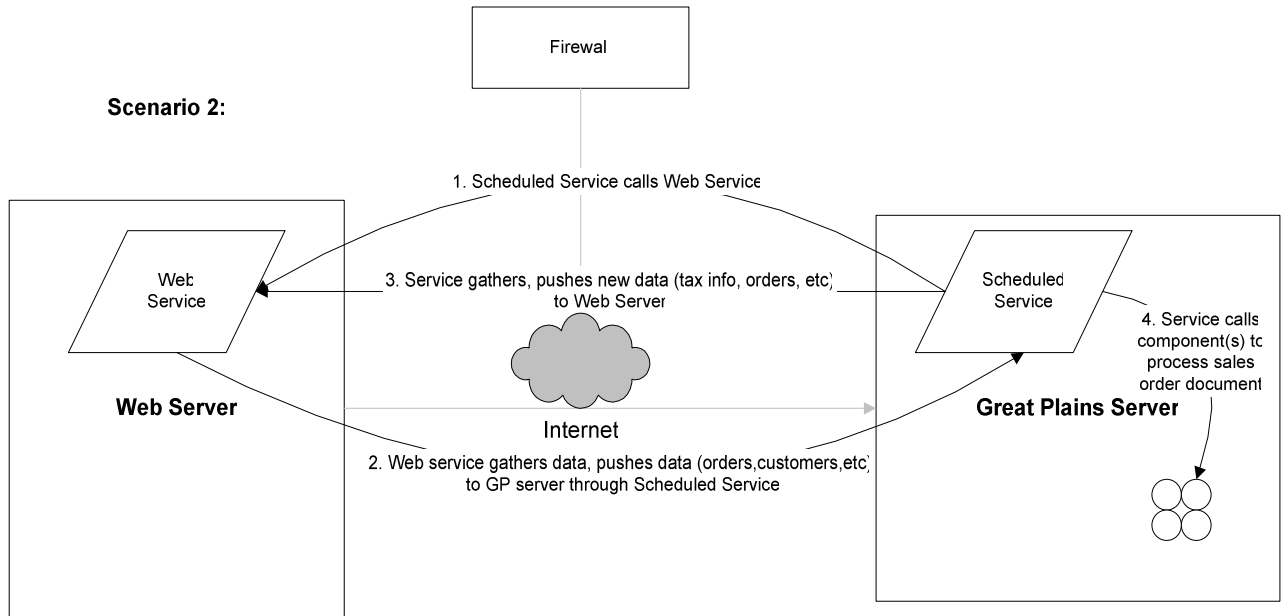 Firewal
Scenario 2:
1. Scheduled Service calls Web Service
Web
Service
3. Service gathers, pushes new data (tax info, orders, etc)
to Web Server
Scheduled
Service
4. Service calls
component(s) to
process sales
order document
Web Server
Great Plains Server
Internet
2. Web service gathers data, pushes data (orders,customers,etc)
to GP server through Scheduled Service